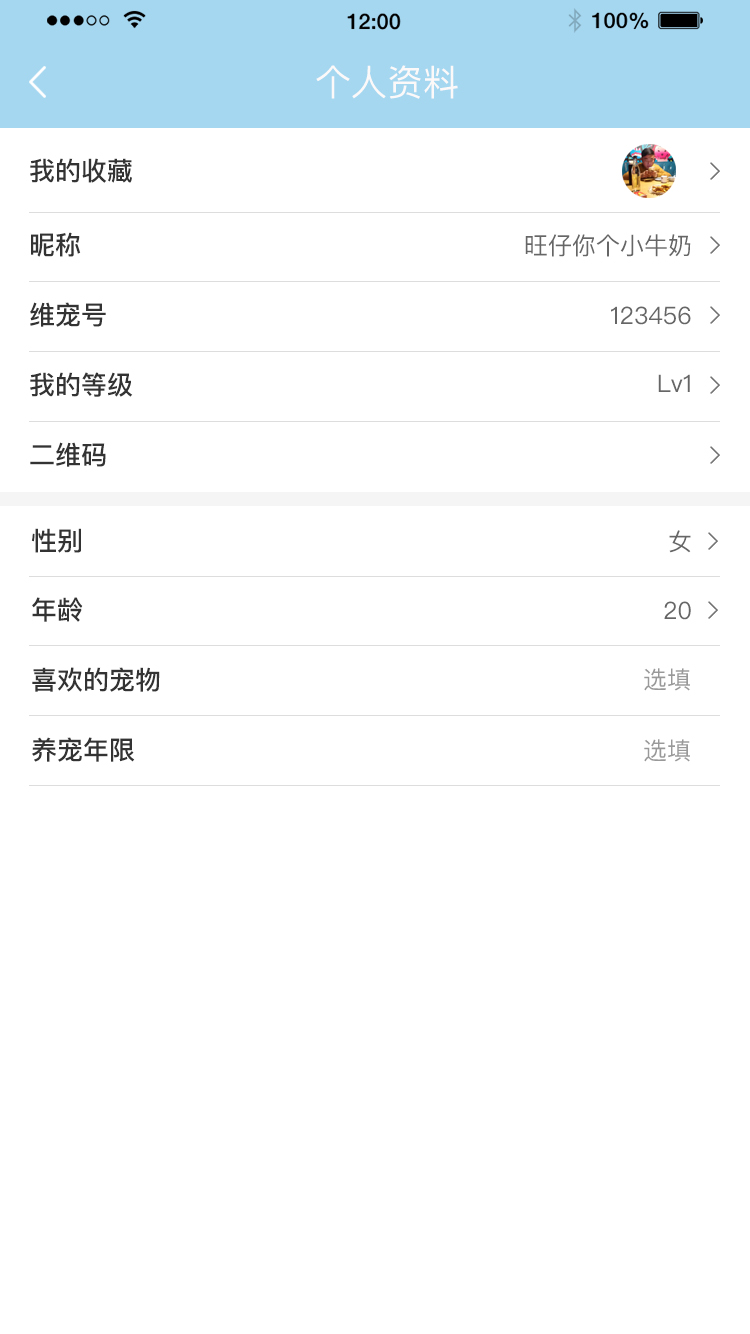 12:00
100%
个人资料
我的收藏
昵称 旺仔你个小牛奶
维宠号 123456
我的等级 Lv1
二维码
性别 女
年龄 20
喜欢的宠物 选填
养宠年限 选填